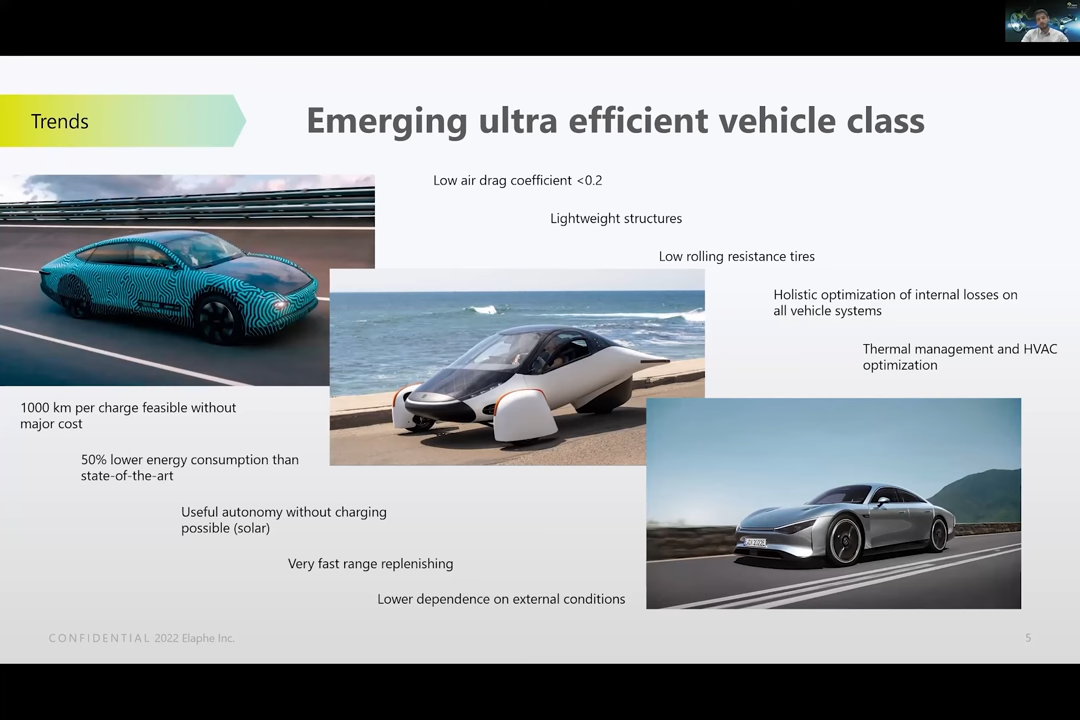 Trends
Emerging ultra efficient vehicle class
Low air drag coefficient <0.2
Lightweight structures
Low rolling resistance tires
Holistic optimization of internal losses on
all vehicle systems
Thermal management and HVAC
optimization
1000 km per charge feasible without
major cost
50% lower energy consumption than
state-of-the-art
Useful autonomy without charging
possible (solar)
Very fast range replenishing
Lower dependence on external conditions
CONFIDENTIAL 2022 Elaphe Inc.
5